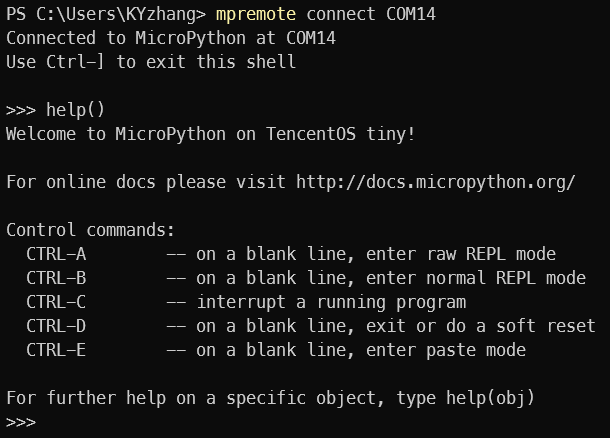 PS C:\Users\KYzhang> mpremote connect COM14
Connected to MicroPython at COM14
Use Ctrl-] to exit this shell
>>> help()
Welcome to MicroPython on TencentOS tiny!
For online docs please visit http://docs.micropython.org/
Control commands:
CTRL-A        -- on a blank line, enter raw REPL mode
CTRL-B        -- on a blank line, enter normal REPL mode
CTRL-C        -- interrupt a running program
CTRL-D        -- on a blank line, exit or do a soft reset
CTRL-E        -- on a blank line, enter paste mode
For further help on a specific object, type help(obj)
>>>